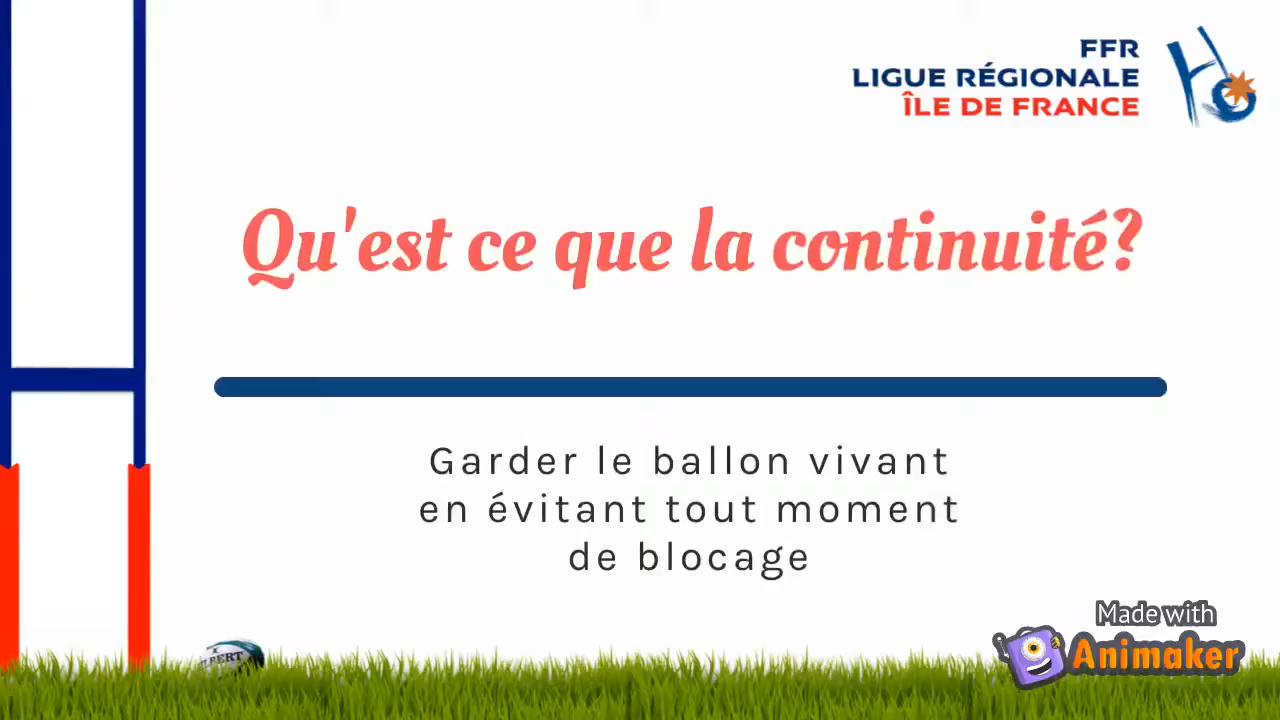 FFR
LIGUE RÉGIONALE
ÎLE DE FRANCE
Qu'est ce que la continuité?
Garder le ballon vivant
en évitant tout moment
de blocage
Made with
Animaker